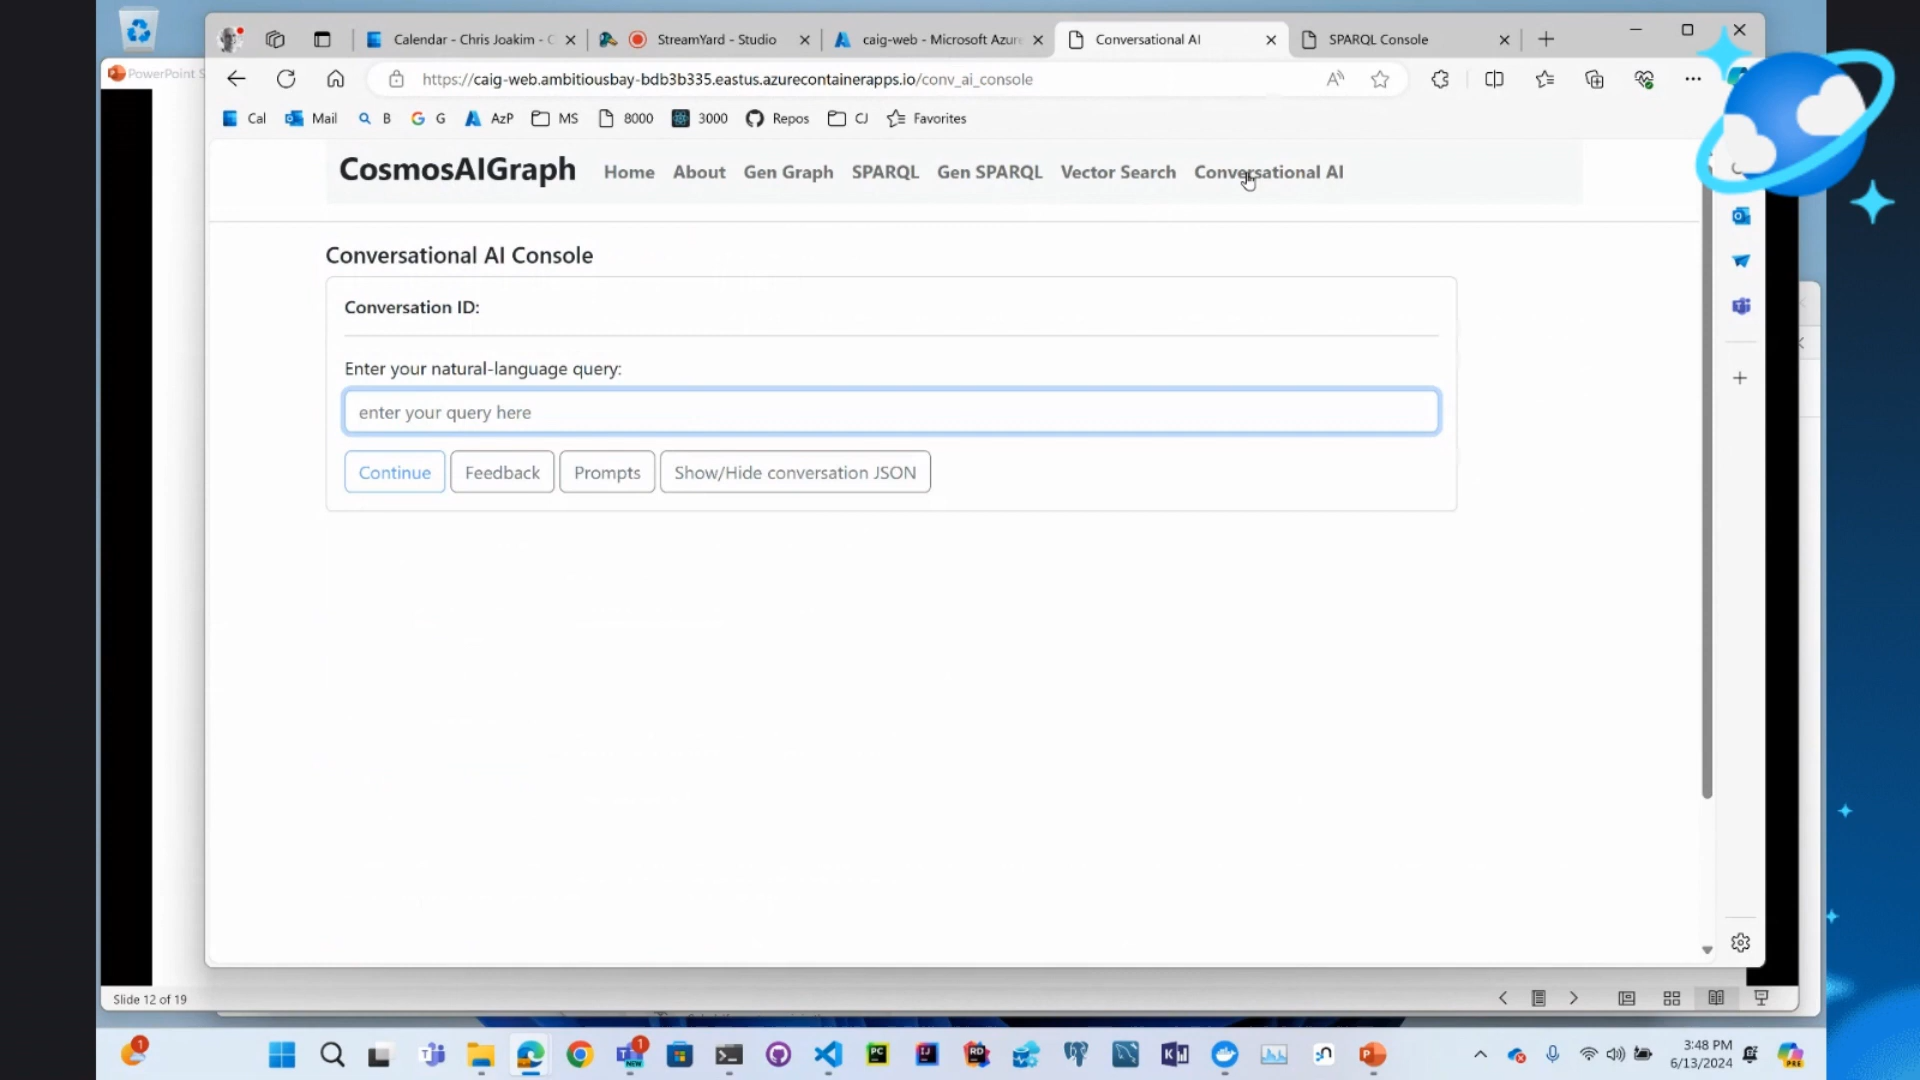 PowerPoint S
Calendar - Chris Joakim - C
StreamYard - Studio
caig-web - Microsoft Azure
Conversational AI
SPARQL Console
https://caig-web.ambitiousbay-bdb3b335.eastus.azurecontainerapps.io/conv_ai_console
Cal
Mail
B
G
AzP
MS
8000
3000
Repos
CJ
Favorites
CosmosAIGraph
Home
About
Gen Graph
SPARQL
Gen SPARQL
Vector Search
Conversational AI
Conversational AI Console
Conversation ID:
Enter your natural-language query:
enter your query here
Continue
Feedback
Prompts
Show/Hide conversation JSON
Slide 12 of 19
3:48 PM
6/13/2024